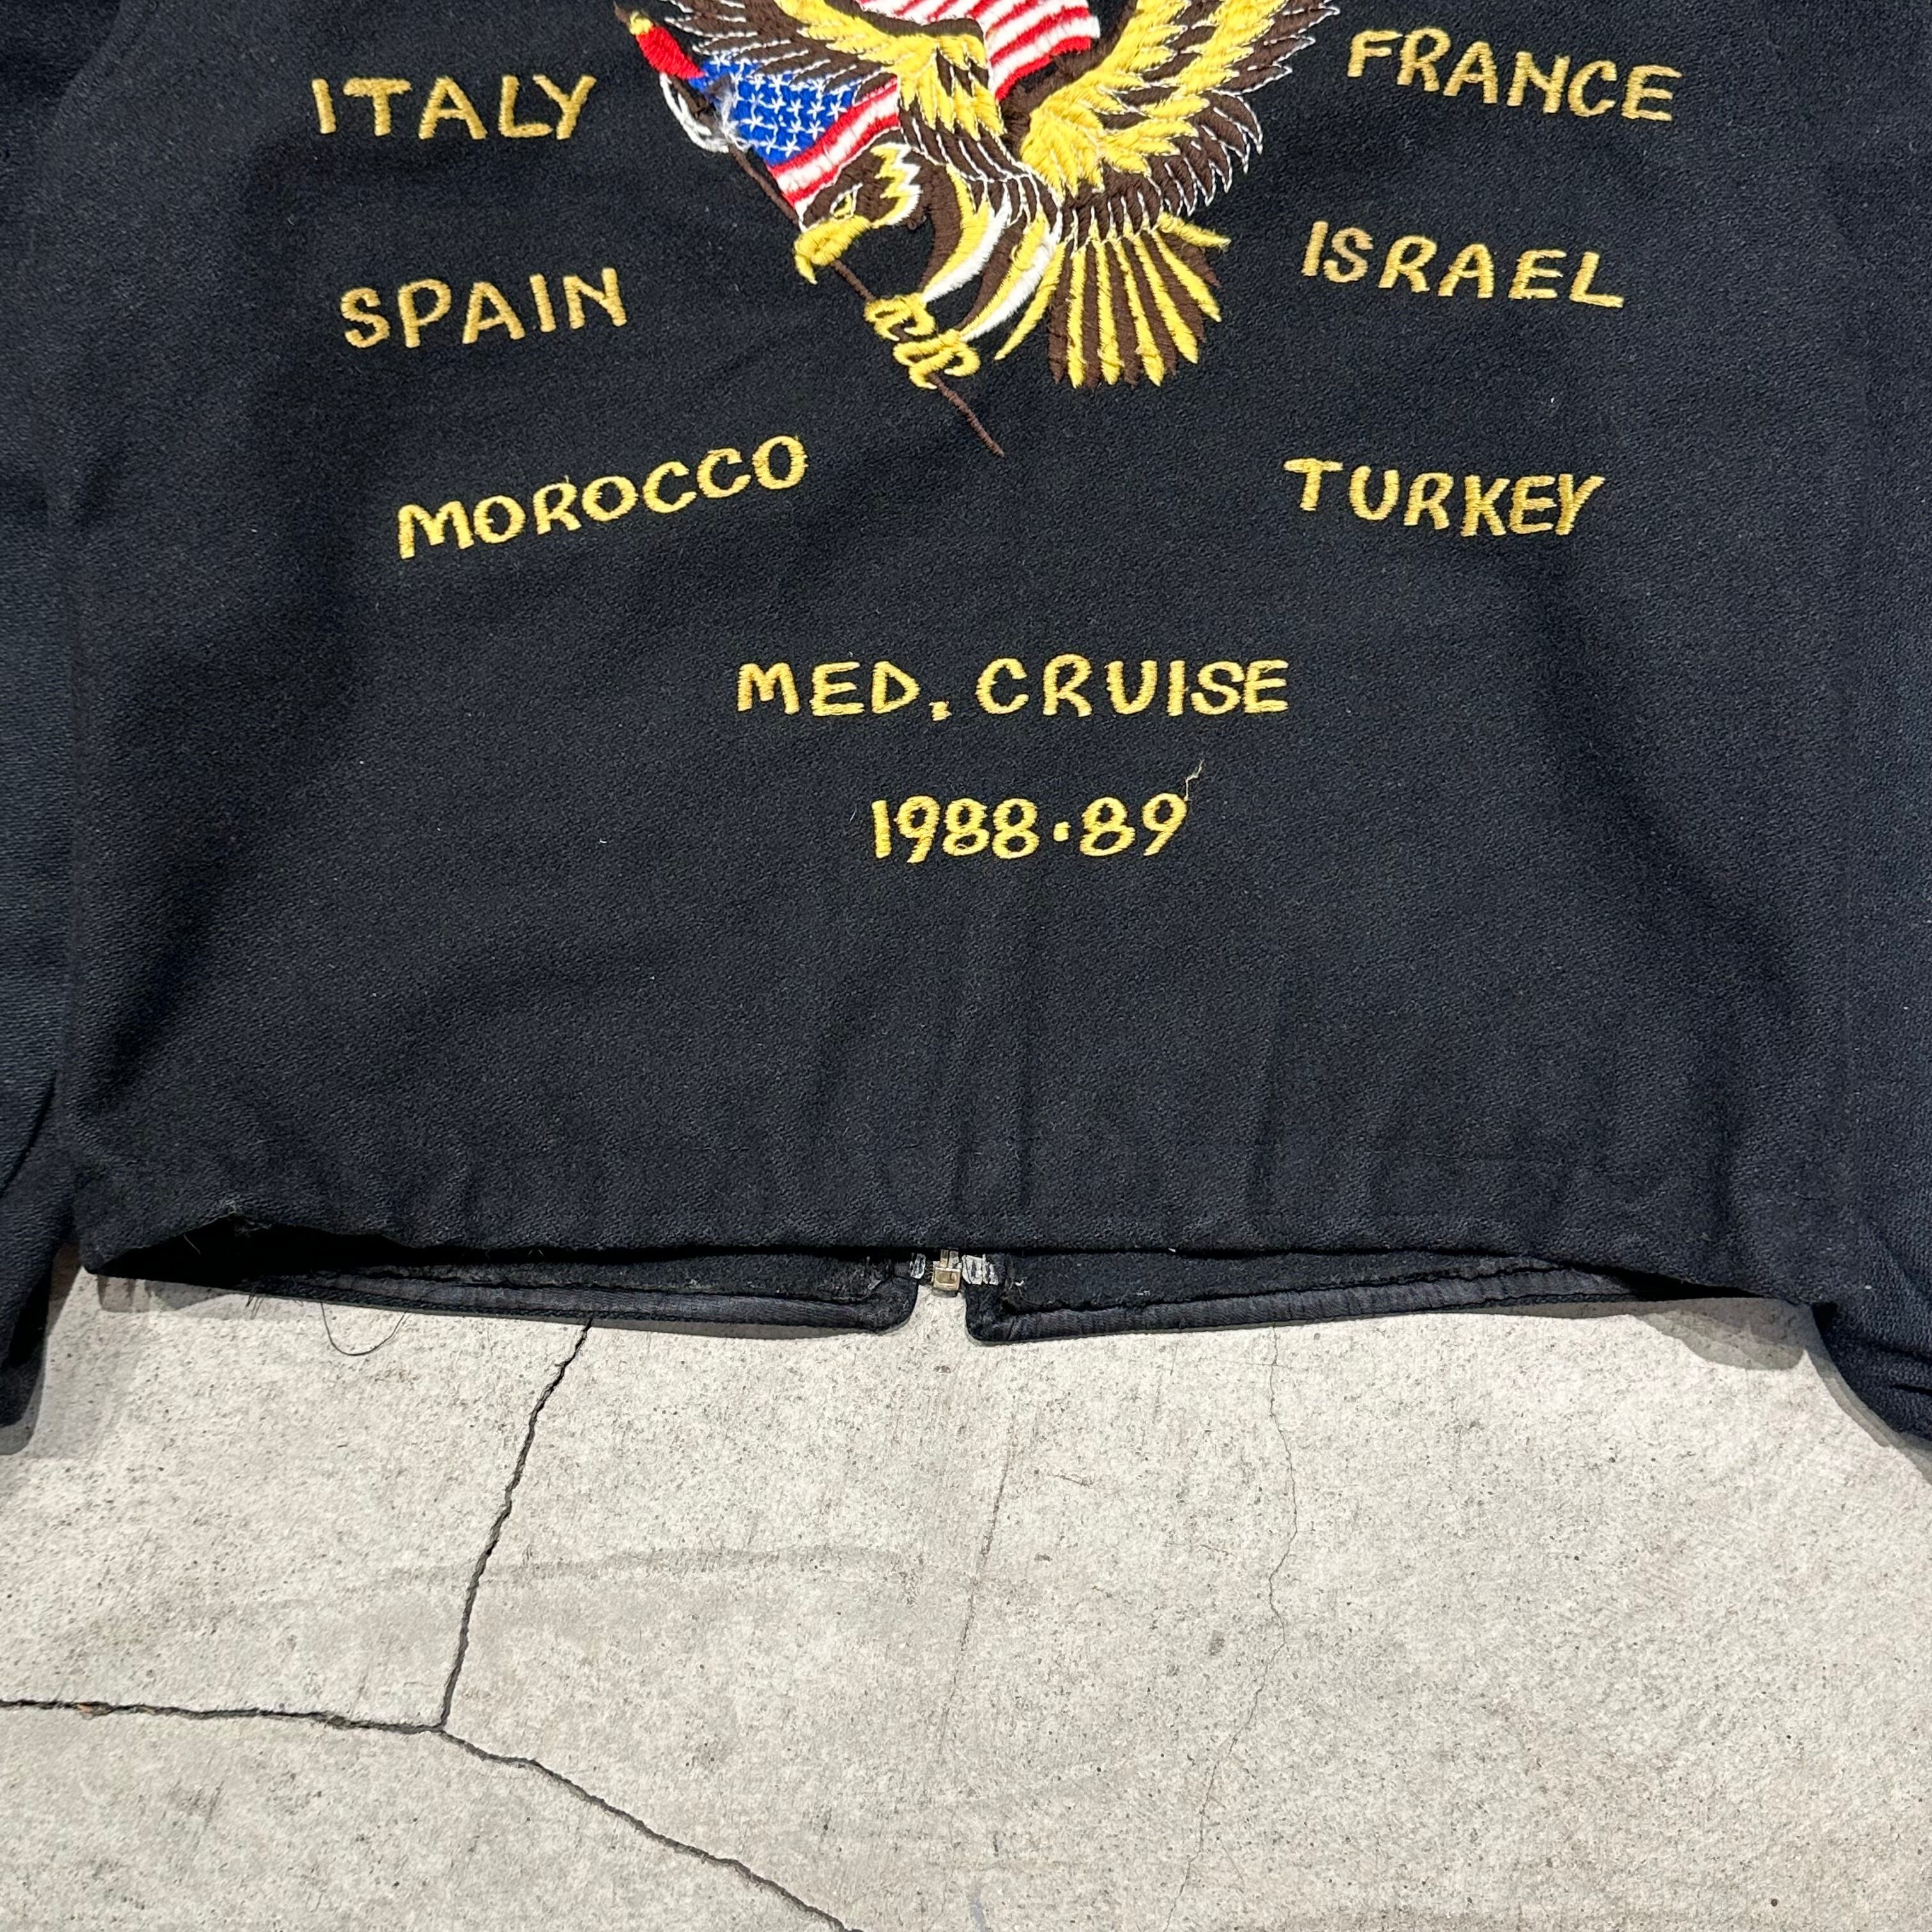 ITALY
FRANCE
SPAIN
ISRAEL
MOROCCO
TURKEY
MED. CRUISE
1988·89